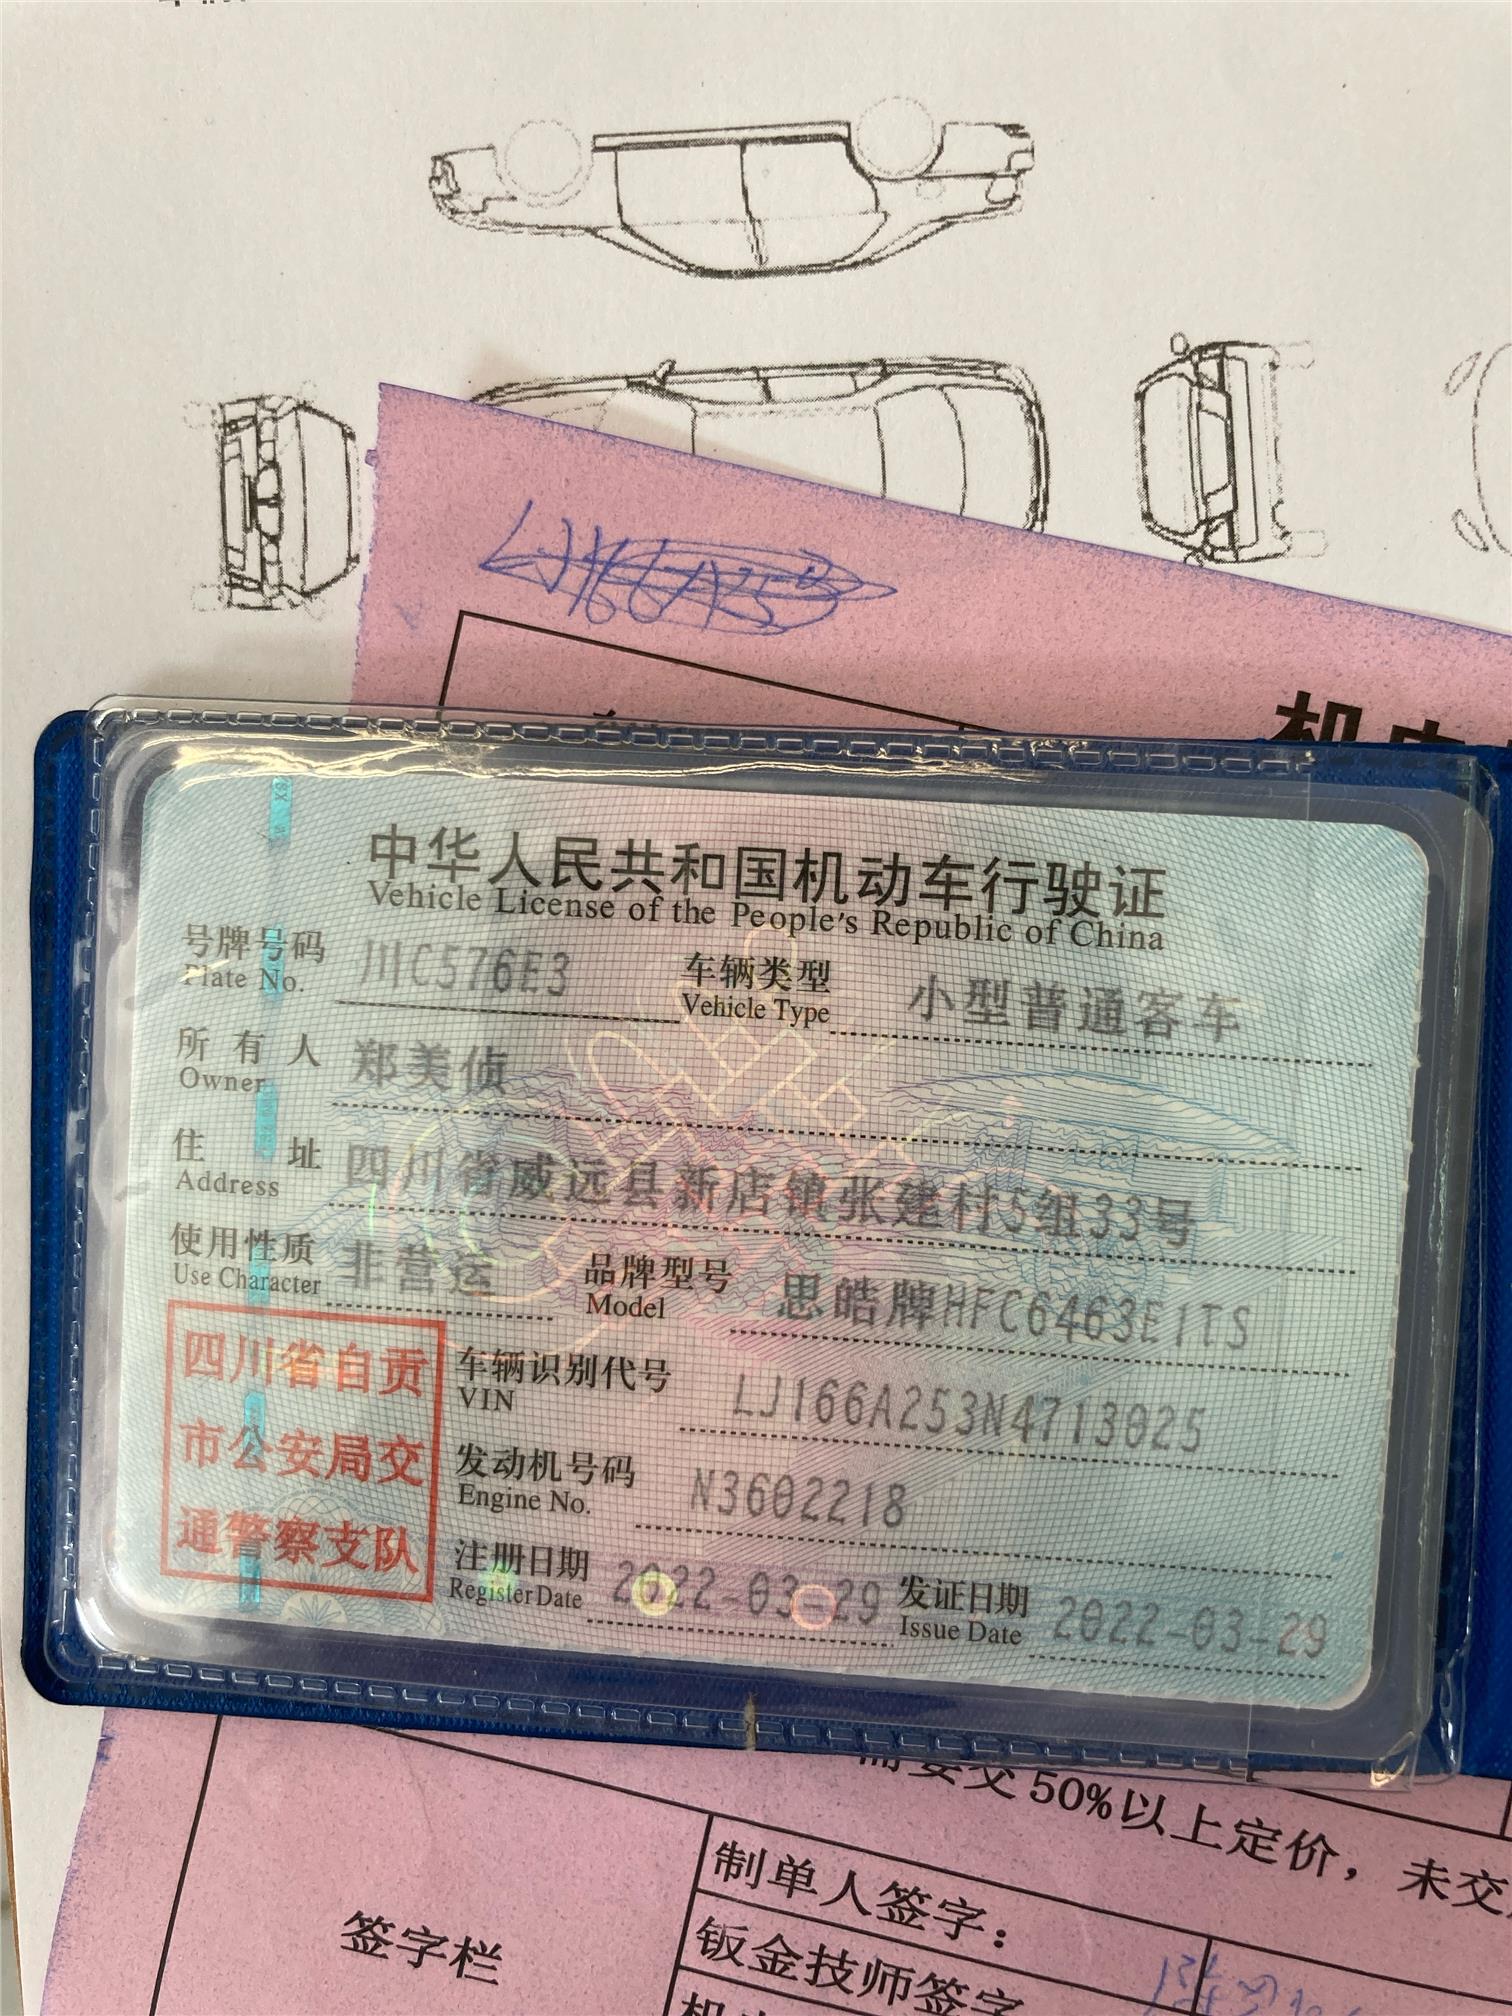 中华人民共和国机动车行驶证
Vehicle License of the People's Republic of China
号牌号码 川C576E3 车辆类型 小型普通客车
Plate No. Vehicle Type
所有人 郑美侦
Owner
住址 四川省威远县新店镇张建村5组33号
Address
使用性质 非营运 品牌型号 思皓牌HFC6463E1TS
Use Character Model
四川省自贡
市公安局交
通警察支队
车辆识别代号 LJ166A253N4713025
VIN
发动机号码 N3602218
Engine No.
注册日期 2022-03-29 发证日期 2022-03-29
Register Date Issue Date
需要交50%以上定价，未交
签字栏
制单人签字：
钣金技师签字